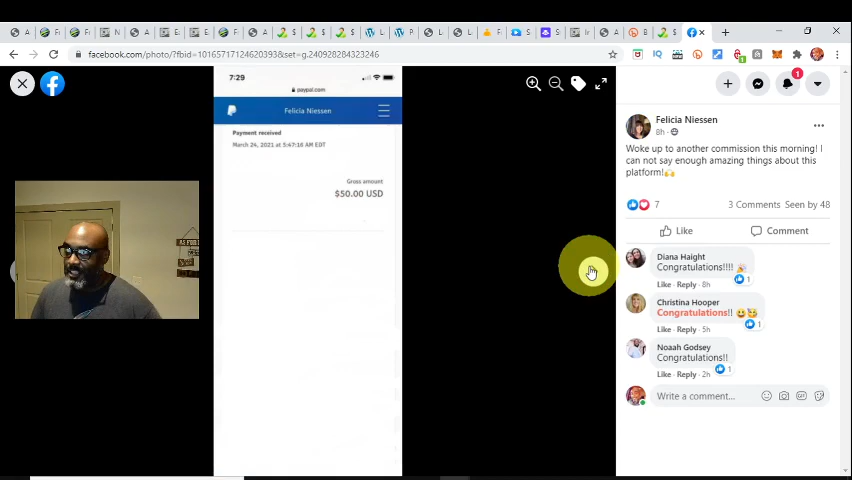 facebook.com/photo/?fbid=10165717124620393&set=g.240928284323246
7:29
paypal.com
Felicia Niessen
Payment received
March 24, 2021 at 5:47:16 AM EDT
Gross amount
$50.00 USD
AS FOR
1
Felicia Niessen
8h
Woke up to another commission this morning! I
can not say enough amazing things about this
platform!🙌
7
3 Comments Seen by 48
Like
Comment
Diana Haight
Congratulations!!!! 🎉
1
Like · Reply · 8h
Christina Hooper
Congratulations!! 😀🥰
1
Like · Reply · 5h
Noaah Godsey
Congratulations!!
1
Like · Reply · 2h
Write a comment...